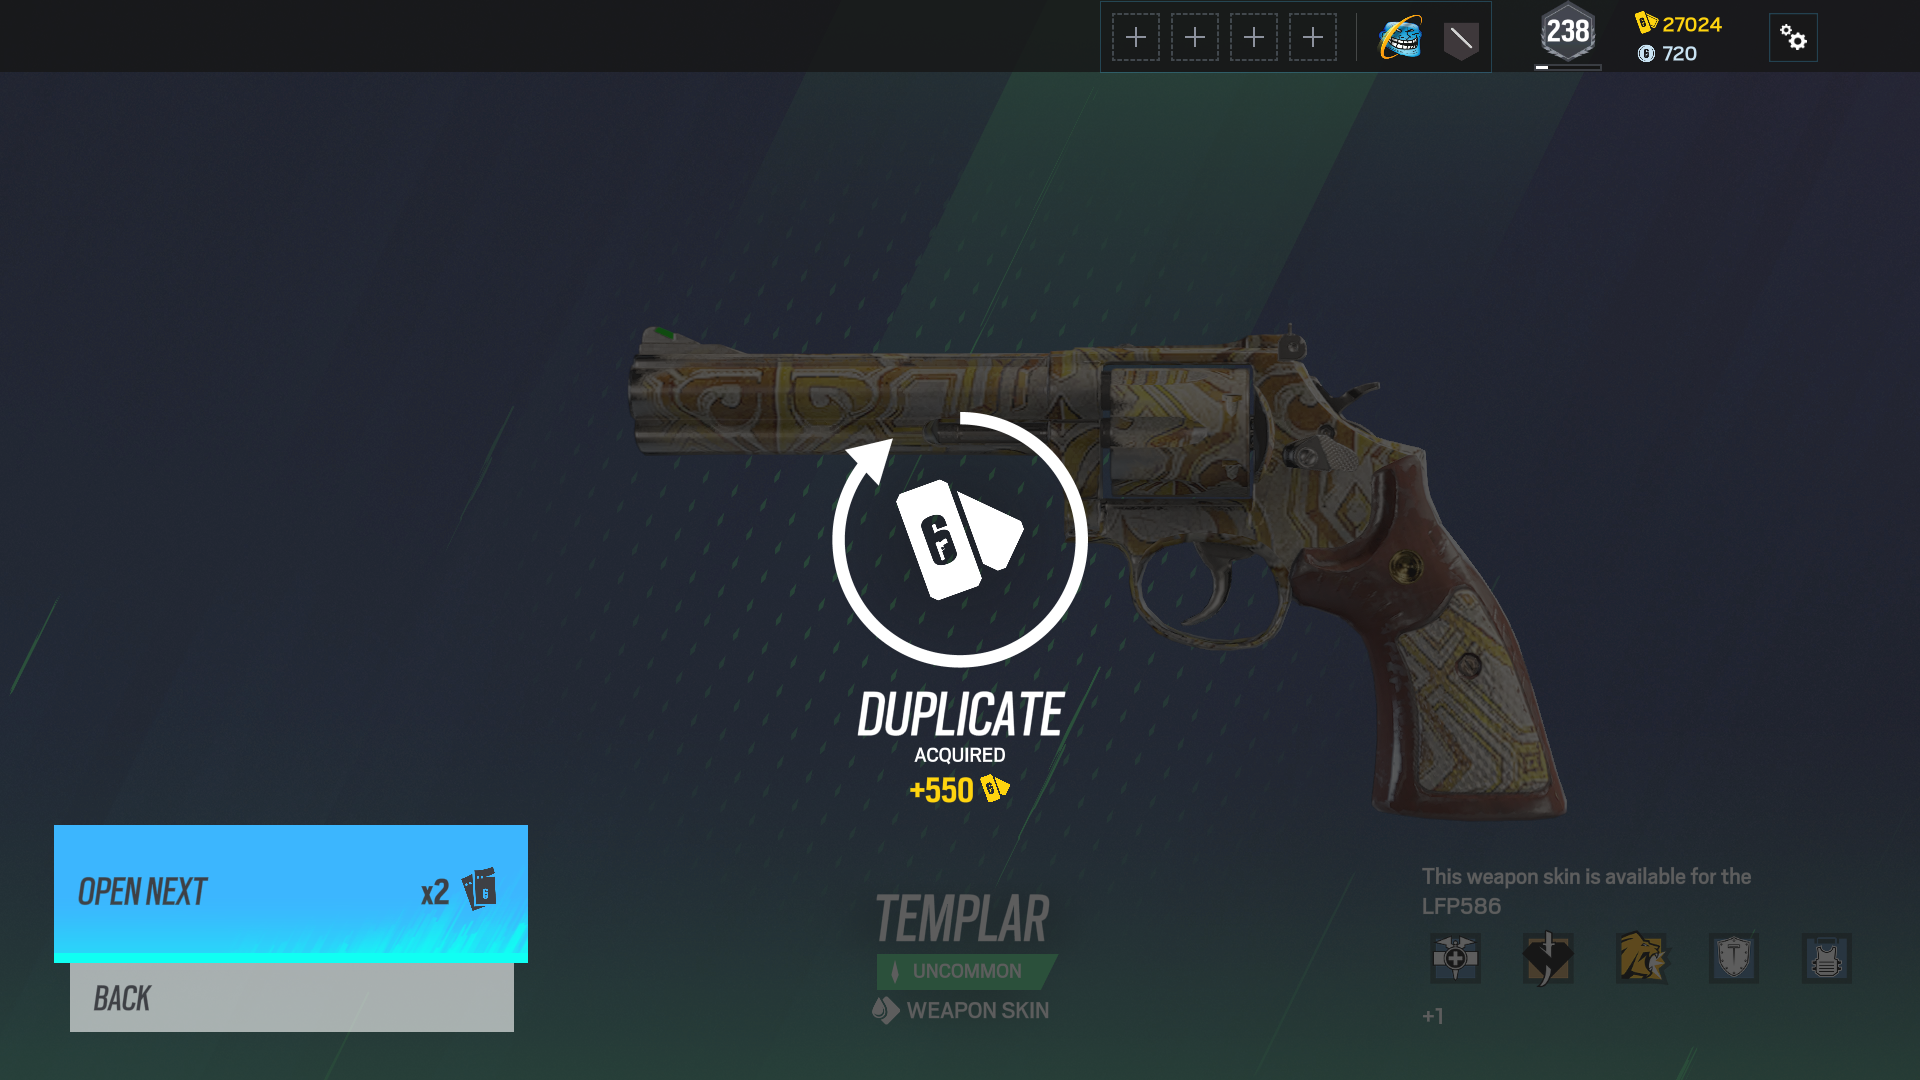 238
27024
720
DUPLICATE
ACQUIRED
+550
OPEN NEXT
x2
BACK
TEMPLAR
UNCOMMON
WEAPON SKIN
This weapon skin is available for the
LFP586
+1